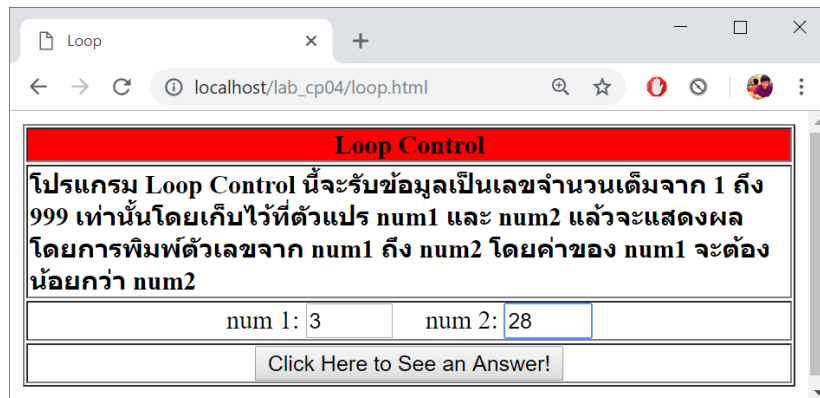 Loop
localhost/lab_cp04/loop.html
Loop Control
โปรแกรม Loop Control นี้จะรับข้อมูลเป็นเลขจำนวนเต็มจาก 1 ถึง
999 เท่านั้นโดยเก็บไว้ที่ตัวแปร num1 และ num2 แล้วจะแสดงผล
โดยการพิมพ์ตัวเลขจาก num1 ถึง num2 โดยค่าของ num1 จะต้อง
น้อยกว่า num2
num 1: 3 num 2: 28
Click Here to See an Answer!